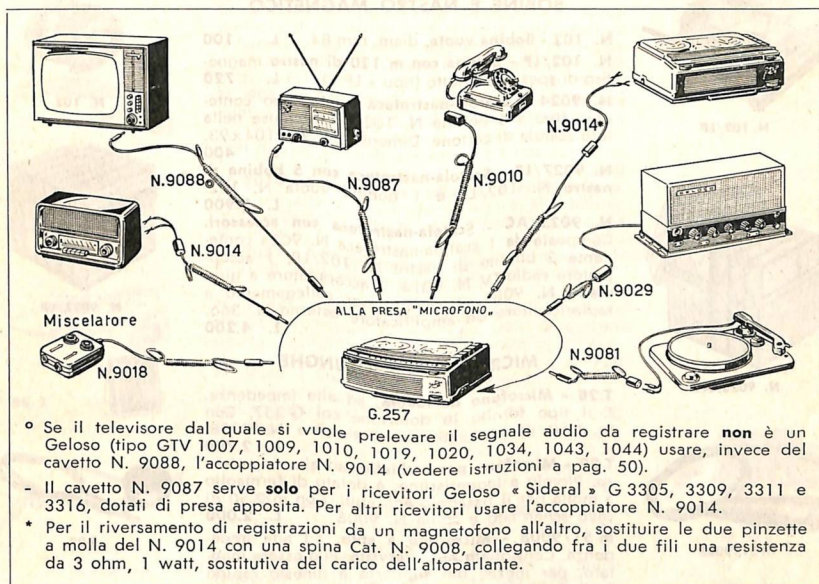 N.9088°
N.9087
N.9010
N.9014*
N.9014
N.9029
ALLA PRESA "MICROFONO„
Miscelatore
N.9018
N.9081
G.257
° Se il televisore dal quale si vuole prelevare il segnale audio da registrare non è un
Geloso (tipo GTV 1007, 1009, 1010, 1019, 1020, 1034, 1043, 1044) usare, invece del
cavetto N. 9088, l'accoppiatore N. 9014 (vedere istruzioni a pag. 50).
- Il cavetto N. 9087 serve solo per i ricevitori Geloso « Sideral » G 3305, 3309, 3311 e
3316, dotati di presa apposita. Per altri ricevitori usare l'accoppiatore N. 9014.
* Per il riversamento di registrazioni da un magnetofono all'altro, sostituire le due pinzette
a molla del N. 9014 con una spina Cat. N. 9008, collegando fra i due fili una resistenza
da 3 ohm, 1 watt, sostitutiva del carico dell'altoparlante.